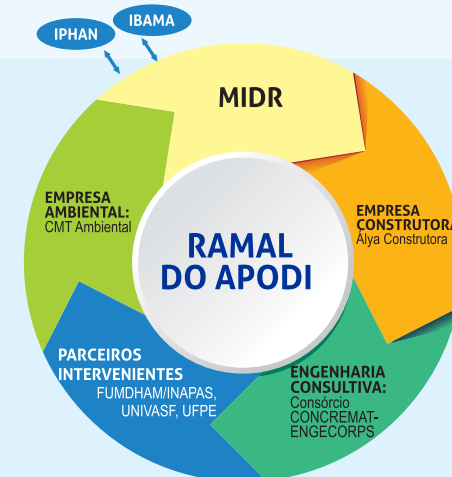 IPHAN
IBAMA
MIDR
EMPRESA
AMBIENTAL:
CMT Ambiental
EMPRESA
CONSTRUTORA
Álya Construtora
RAMAL
DO APODI
PARCEIROS
INTERVENIENTES
FUMDHAM/INAPAS,
UNIVASF, UFPE
ENGENHARIA
CONSULTIVA:
Consórcio
CONCREMAT-
ENGECORPS